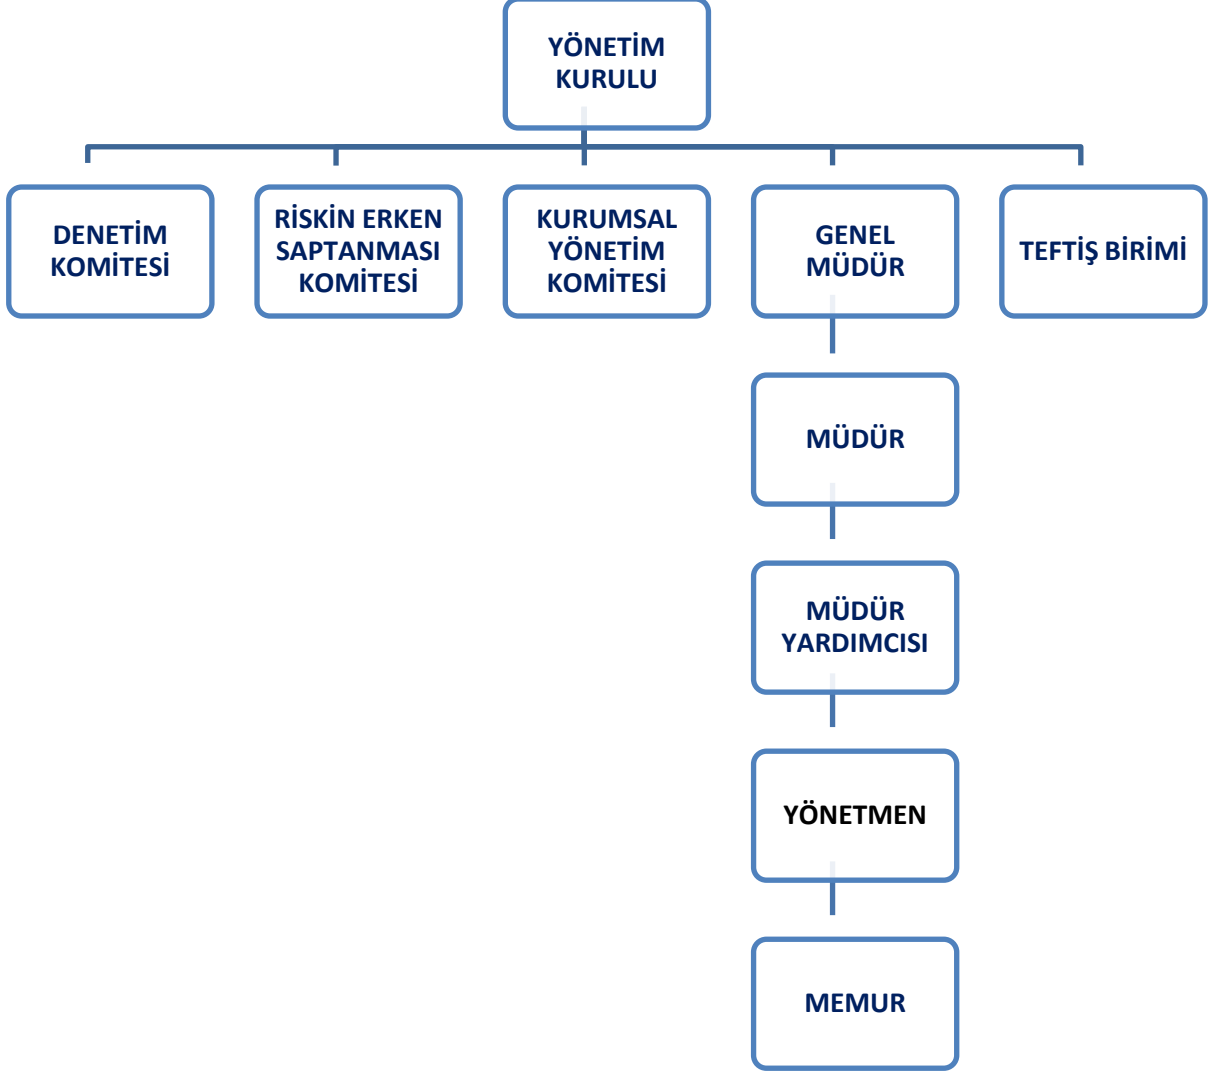 YÖNETİM
KURULU
DENETİM
KOMİTESİ
RİSKİN ERKEN
SAPTANMASI
KOMİTESİ
KURUMSAL
YÖNETİM
KOMİTESİ
GENEL
MÜDÜR
TEFTİŞ BİRİMİ
MÜDÜR
MÜDÜR
YARDIMCISI
YÖNETMEN
MEMUR